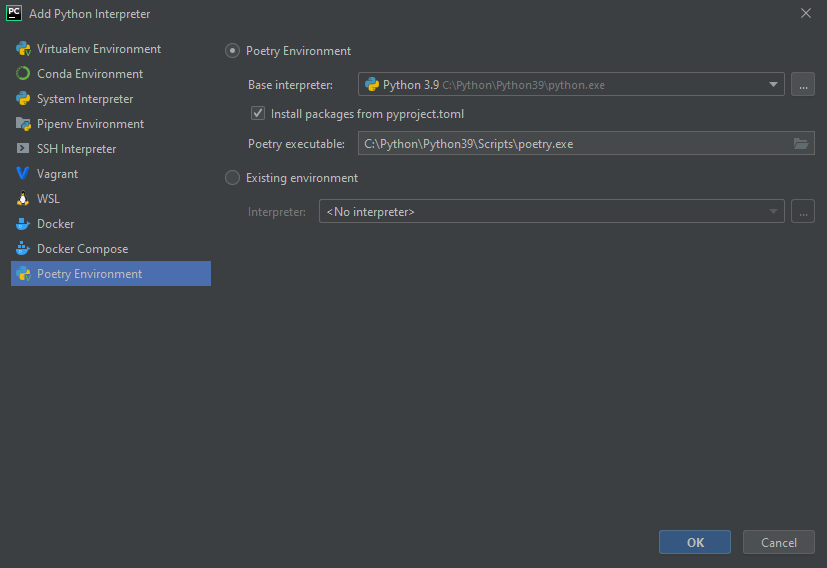 PC Add Python Interpreter
Virtualenv Environment
Conda Environment
System Interpreter
Pipenv Environment
SSH Interpreter
Vagrant
WSL
Docker
Docker Compose
Poetry Environment
Poetry Environment
Base interpreter: Python 3.9 C:\Python\Python39\python.exe ...
Install packages from pyproject.toml
Poetry executable: C:\Python\Python39\Scripts\poetry.exe
Existing environment
Interpreter: <No interpreter> ...
OK Cancel